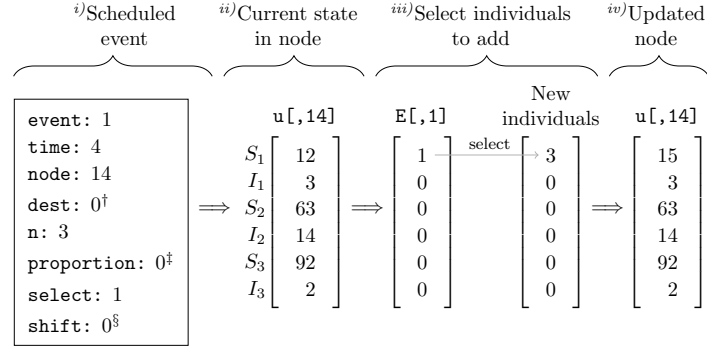 i)Scheduled event
ii)Current state in node
iii)Select individuals to add
iv)Updated node
event: 1
time: 4
node: 14
dest: 0†
n: 3
proportion: 0‡
select: 1
shift: 0§
⟹
u[,14]
S1 12
I1 3
S2 63
I2 14
S3 92
I3 2
⟹
E[,1]
1
0
0
0
0
0
select
New individuals
3
0
0
0
0
0
⟹
u[,14]
15
3
63
14
92
2